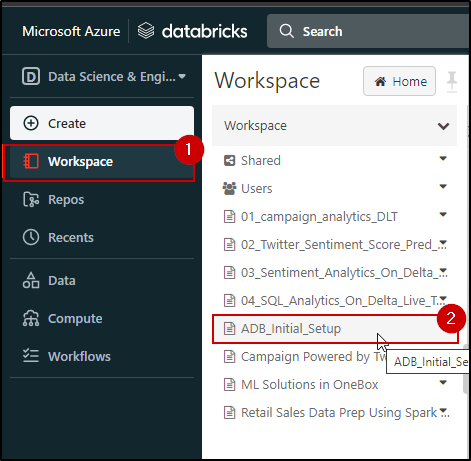 Microsoft Azure
databricks
Search
D Data Science & Engi...
Create
Workspace
1
Repos
Recents
Data
Compute
Workflows
Workspace
Home
Workspace
Shared
Users
01_campaign_analytics_DLT
02_Twitter_Sentiment_Score_Pred_
03_Sentiment_Analytics_On_Delta_
04_SQL_Analytics_On_Delta_Live_T...
2
ADB_Initial_Setup
Campaign Powered by Tw
ADB_Initial_Se
ML Solutions in OneBox
Retail Sales Data Prep Using Spark ...